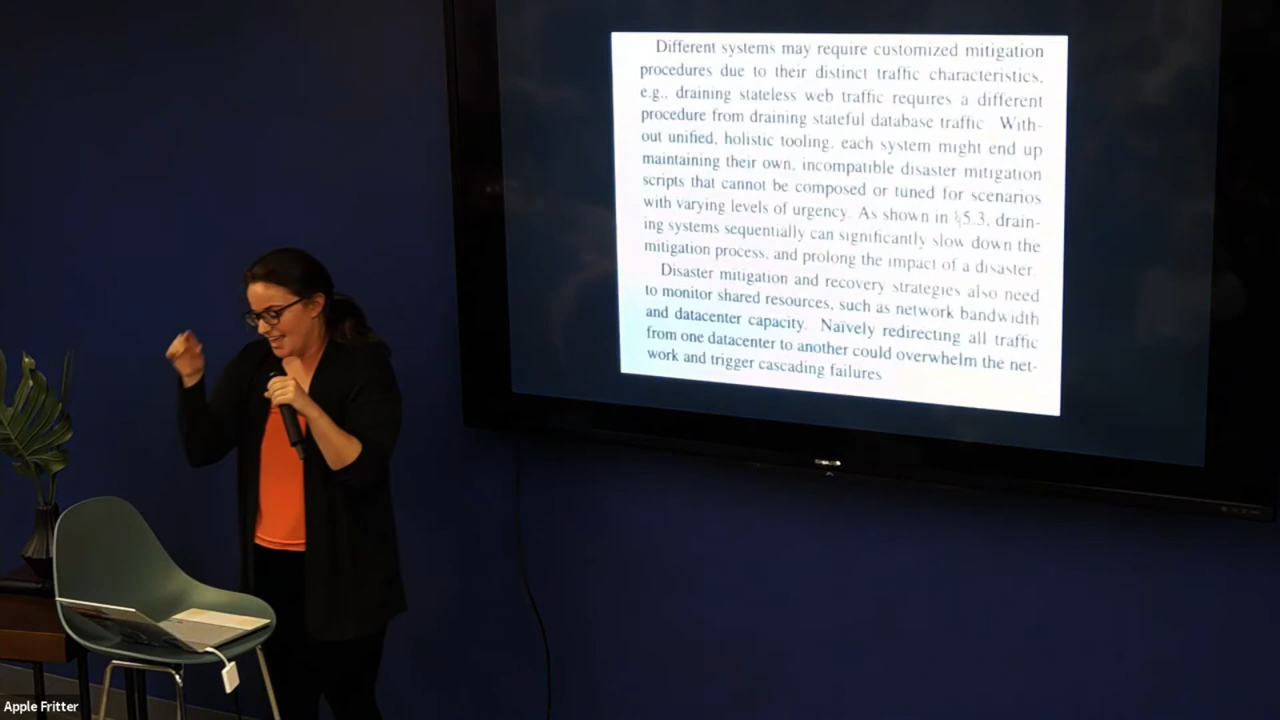 Different systems may require customized mitigation
procedures due to their distinct traffic characteristics,
e.g., draining stateless web traffic requires a different
procedure from draining stateful database traffic. With-
out unified, holistic tooling, each system might end up
maintaining their own, incompatible disaster mitigation
scripts that cannot be composed or tuned for scenarios
with varying levels of urgency. As shown in §5.3, drain-
ing systems sequentially can significantly slow down the
mitigation process, and prolong the impact of a disaster.
Disaster mitigation and recovery strategies also need
to monitor shared resources, such as network bandwidth
and datacenter capacity. Naïvely redirecting all traffic
from one datacenter to another could overwhelm the net-
work and trigger cascading failures
Apple Fritter